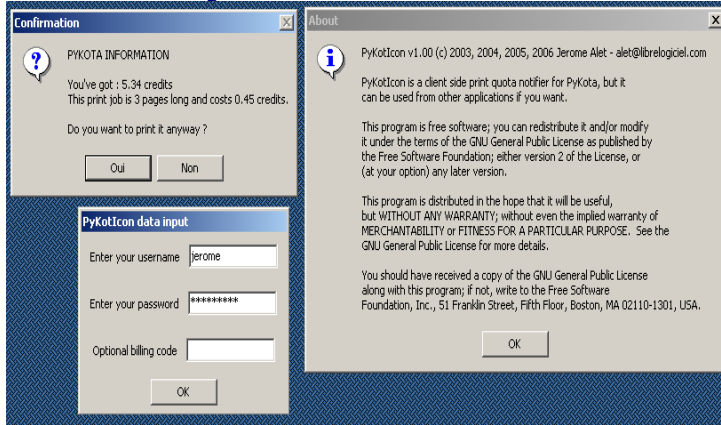 Confirmation
PYKOTA INFORMATION
You've got : 5.34 credits
This print job is 3 pages long and costs 0.45 credits.
Do you want to print it anyway ?
Oui
Non
About
PyKotIcon v1.00 (c) 2003, 2004, 2005, 2006 Jerome Alet - alet@librelogiciel.com
PyKotIcon is a client side print quota notifier for PyKota, but it
can be used from other applications if you want.
This program is free software; you can redistribute it and/or modify
it under the terms of the GNU General Public License as published by
the Free Software Foundation; either version 2 of the License, or
(at your option) any later version.
This program is distributed in the hope that it will be useful,
but WITHOUT ANY WARRANTY; without even the implied warranty of
MERCHANTABILITY or FITNESS FOR A PARTICULAR PURPOSE. See the
GNU General Public License for more details.
You should have received a copy of the GNU General Public License
along with this program; if not, write to the Free Software
Foundation, Inc., 51 Franklin Street, Fifth Floor, Boston, MA 02110-1301, USA.
OK
PyKotIcon data input
Enter your username jerome
Enter your password *********
Optional billing code
OK